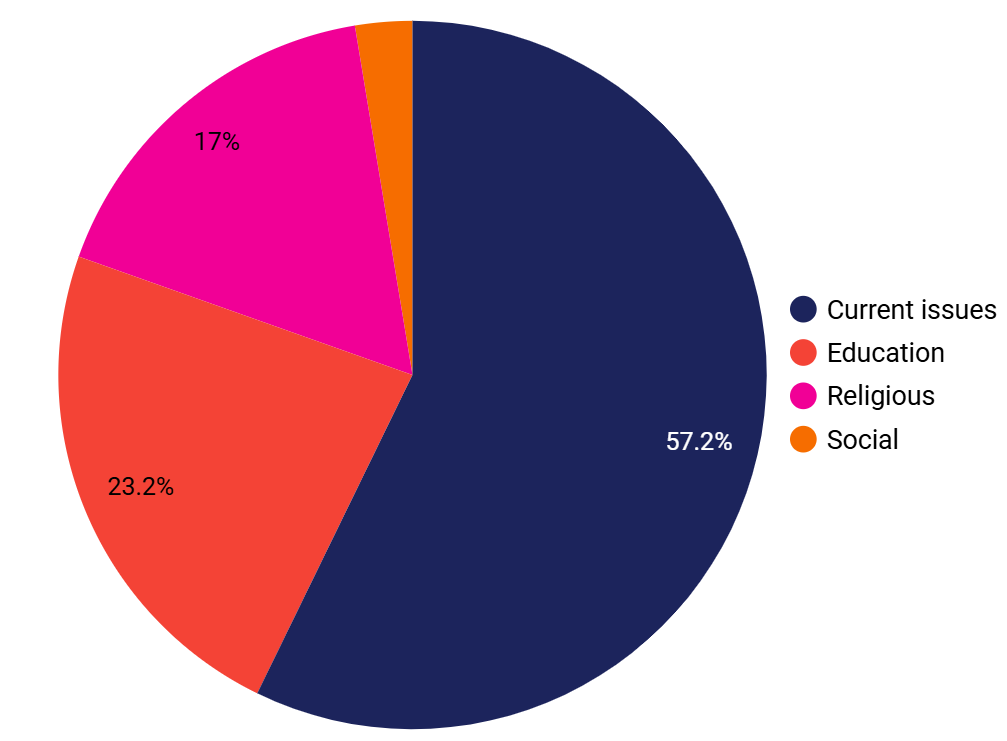 17%
57.2%
23.2%
Current issues
Education
Religious
Social